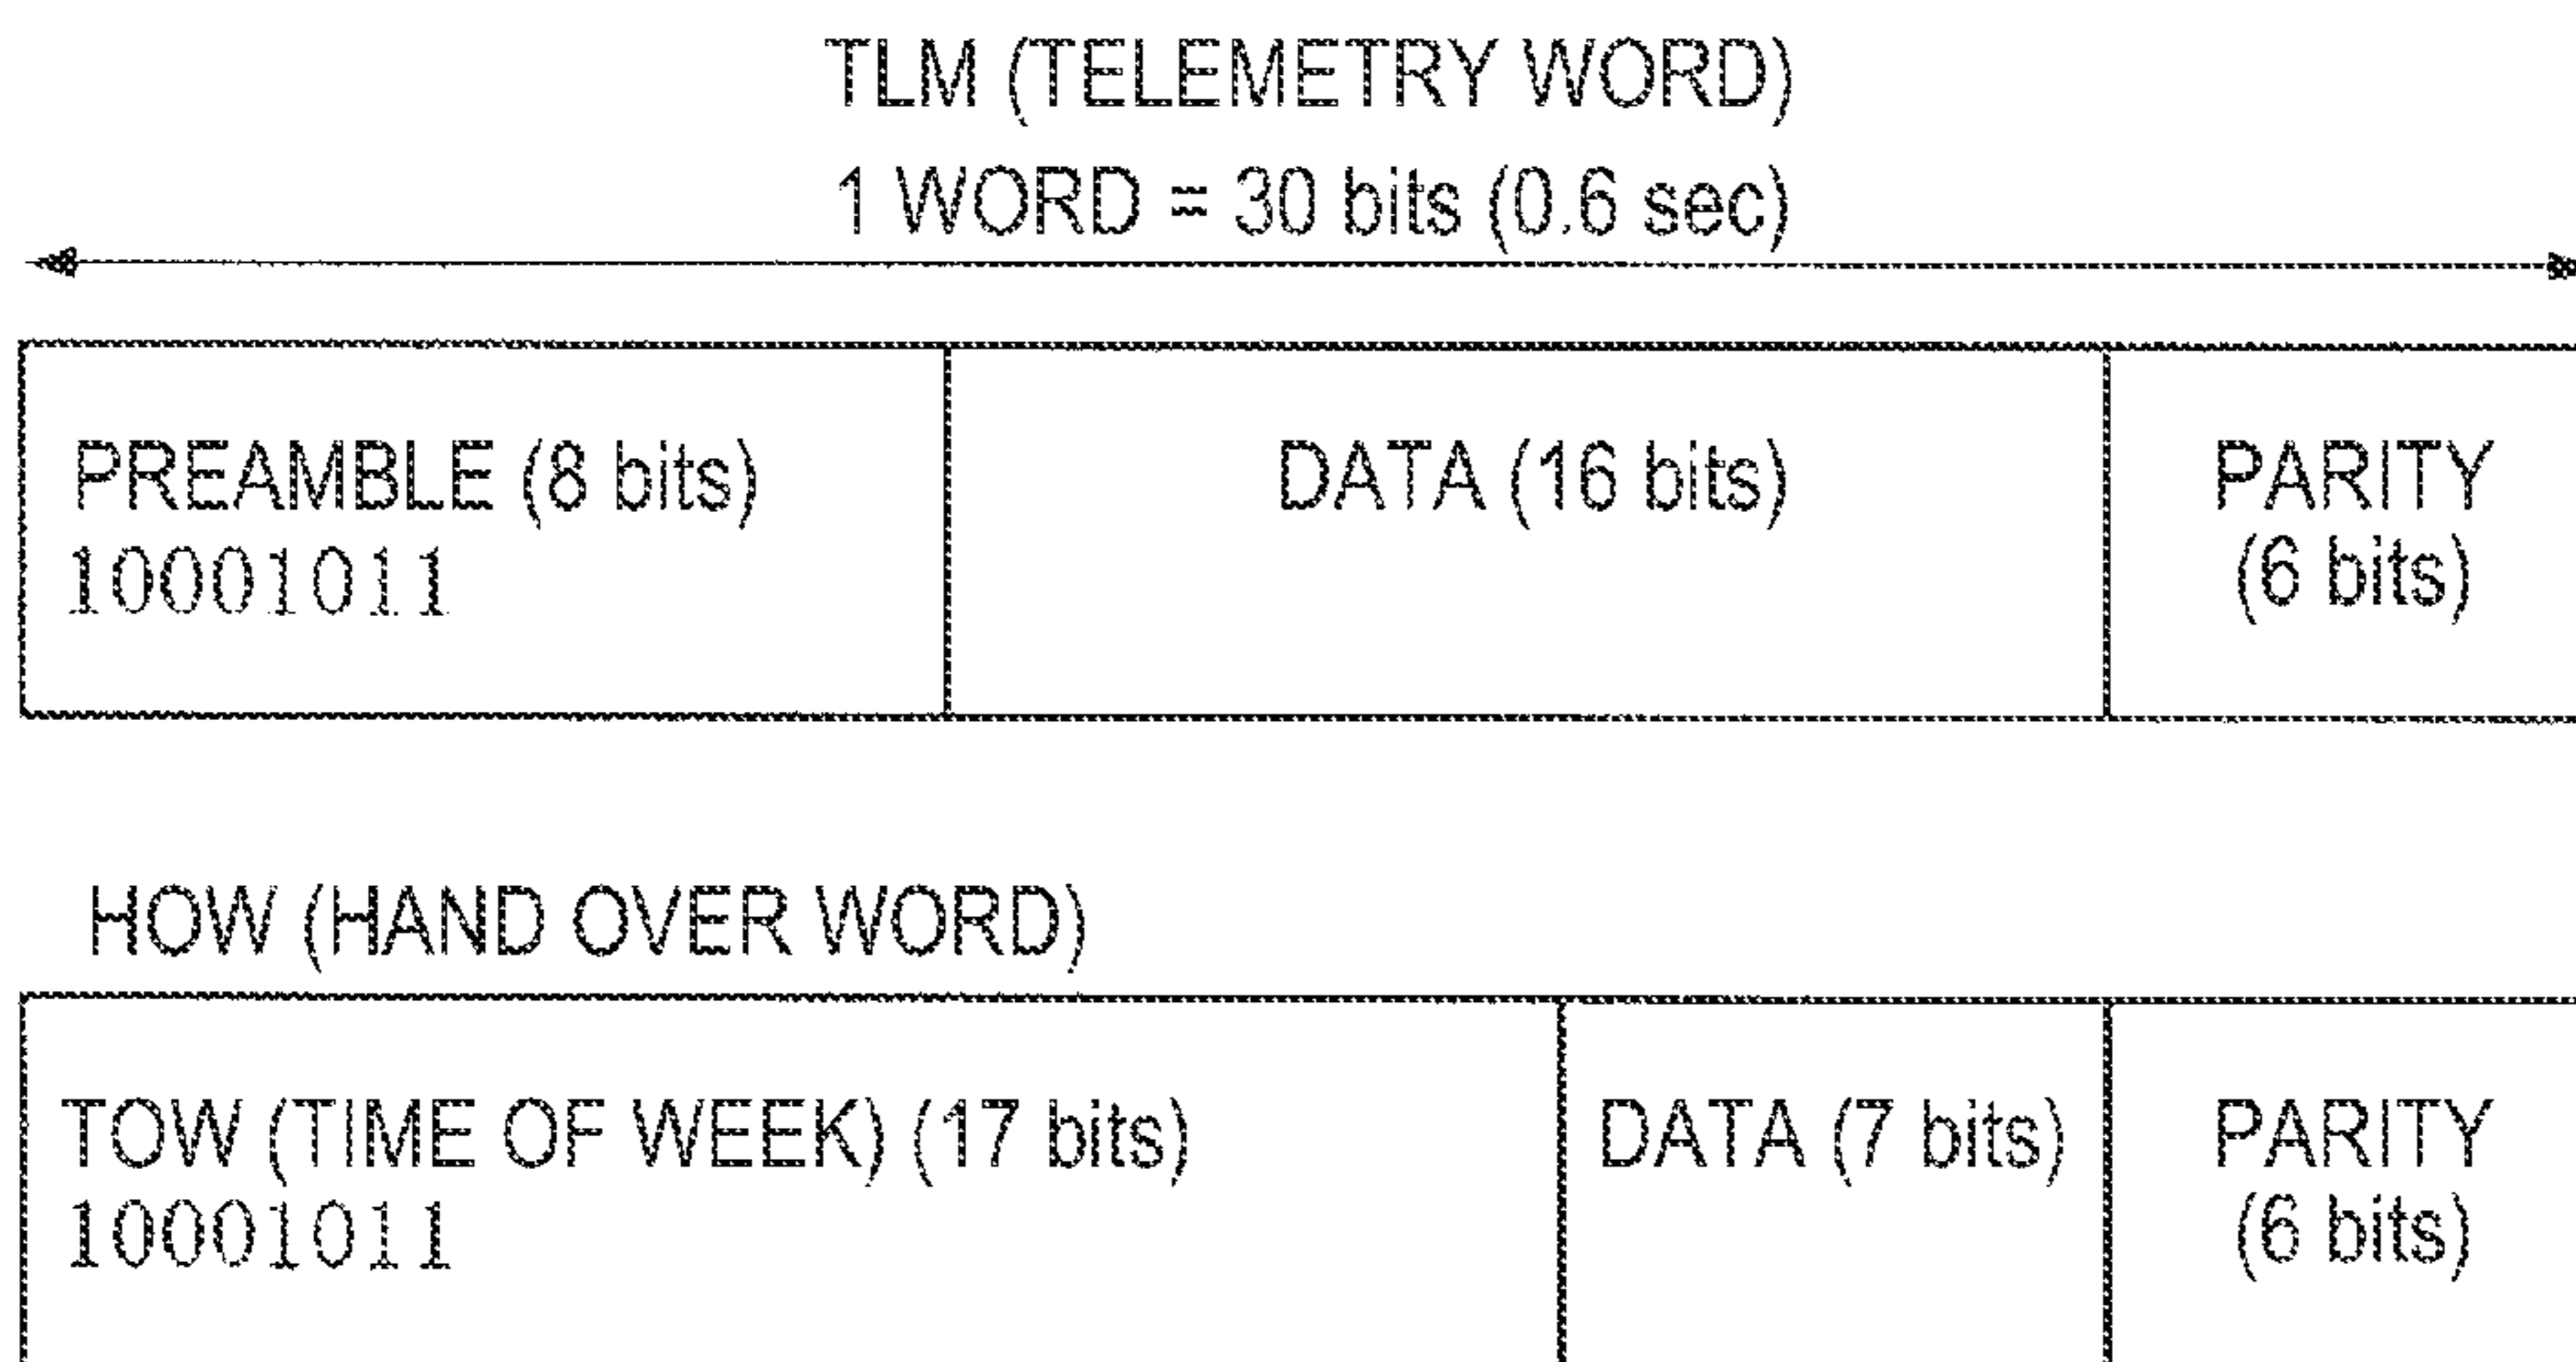 TLM (TELEMETRY WORD)
1 WORD = 30 bits (0.6 sec)
PREAMBLE (8 bits)
10001011
DATA (16 bits)
PARITY
(6 bits)
HOW (HAND OVER WORD)
TOW (TIME OF WEEK) (17 bits)
10001011
DATA (7 bits)
PARITY
(6 bits)